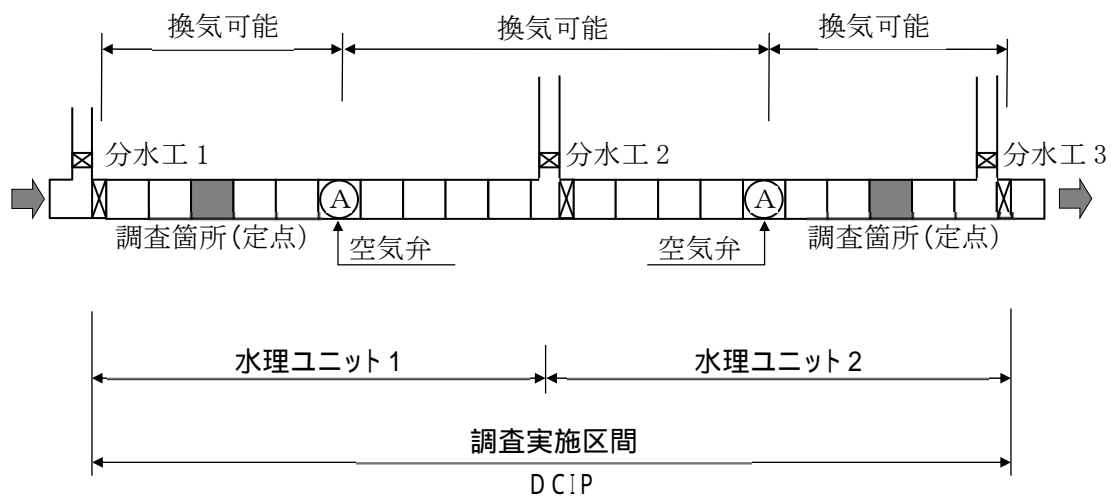 換気可能 換気可能 換気可能
分水工1 分水工2 分水工3
A A
調査箇所(定点) 調査箇所(定点)
空気弁 空気弁
水理ユニット1 水理ユニット2
調査実施区間
DCIP